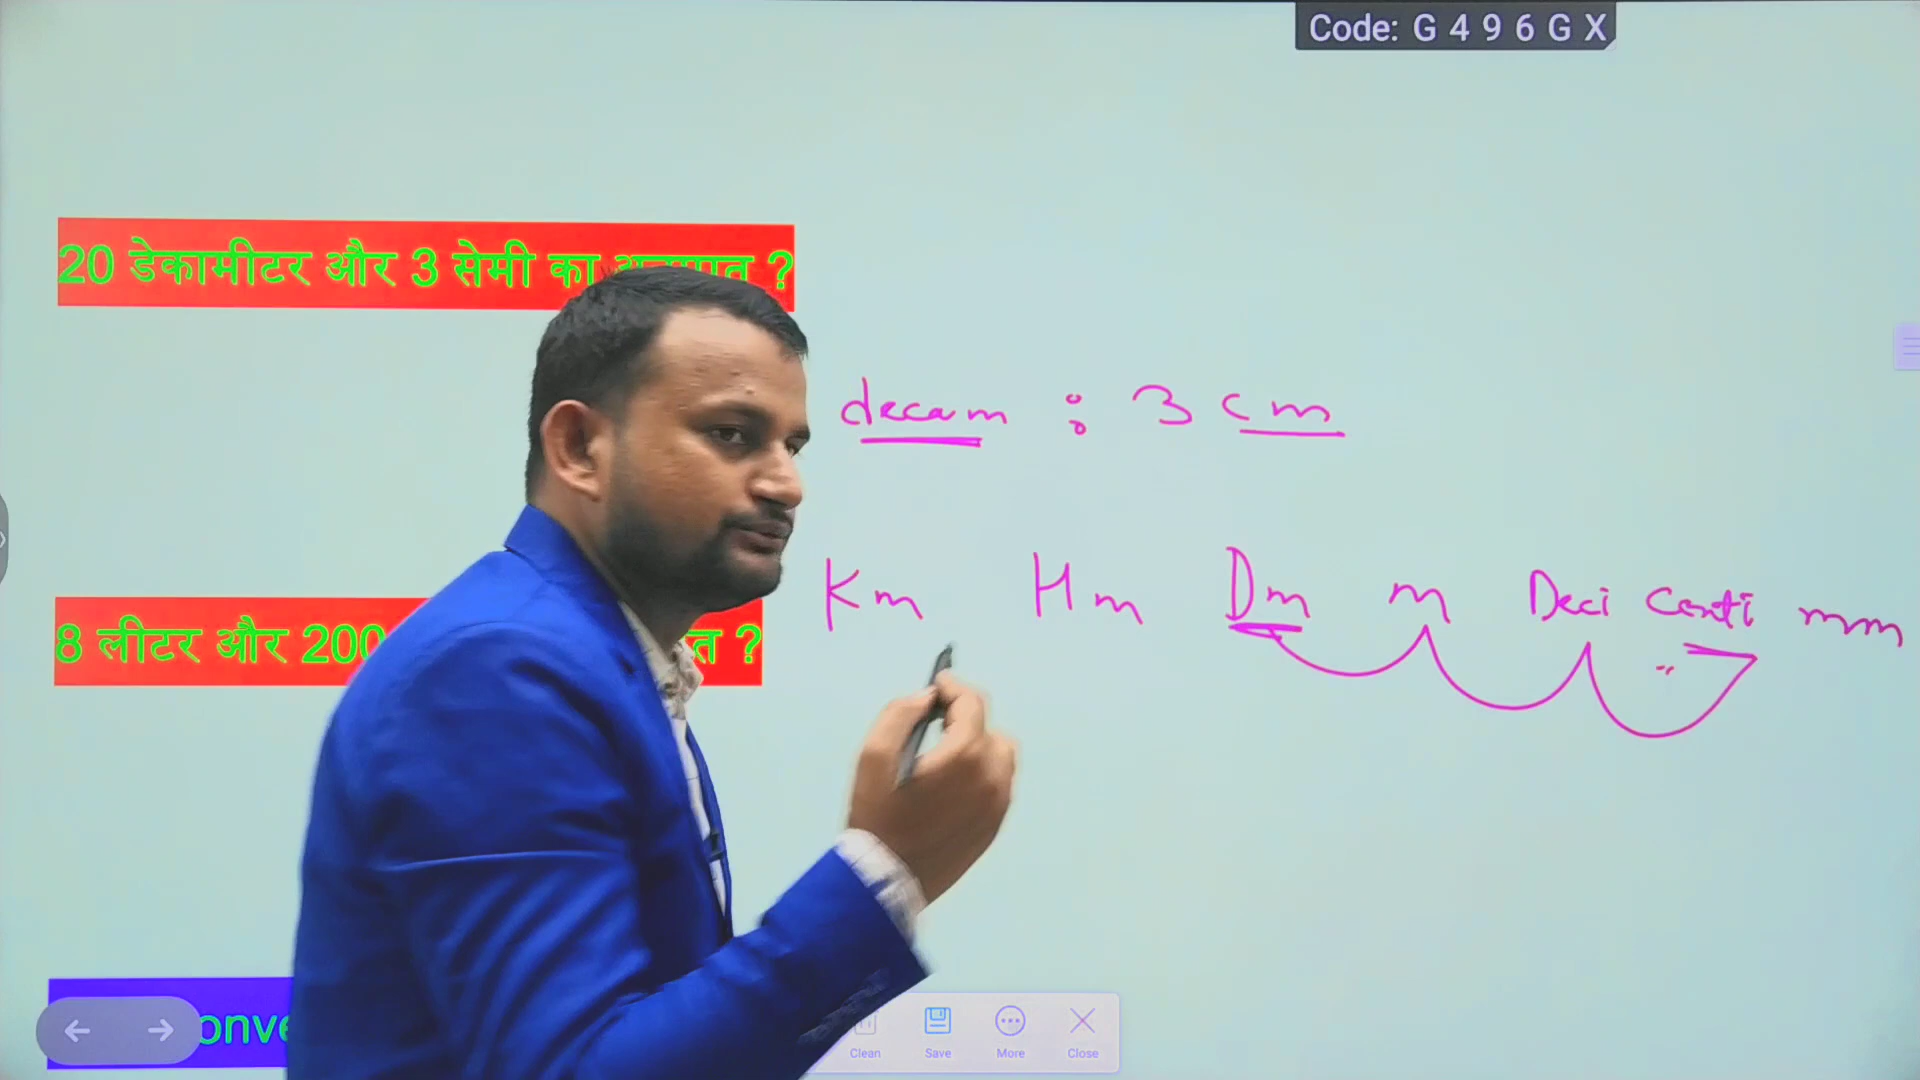 Code: G 4 9 6 G X
20 डेकामीटर और 3 सेमी का ?
decam : 3 cm
Km Hm Dm m Deci Centi mm
8 लीटर और 200 ?
Clean Save More Close